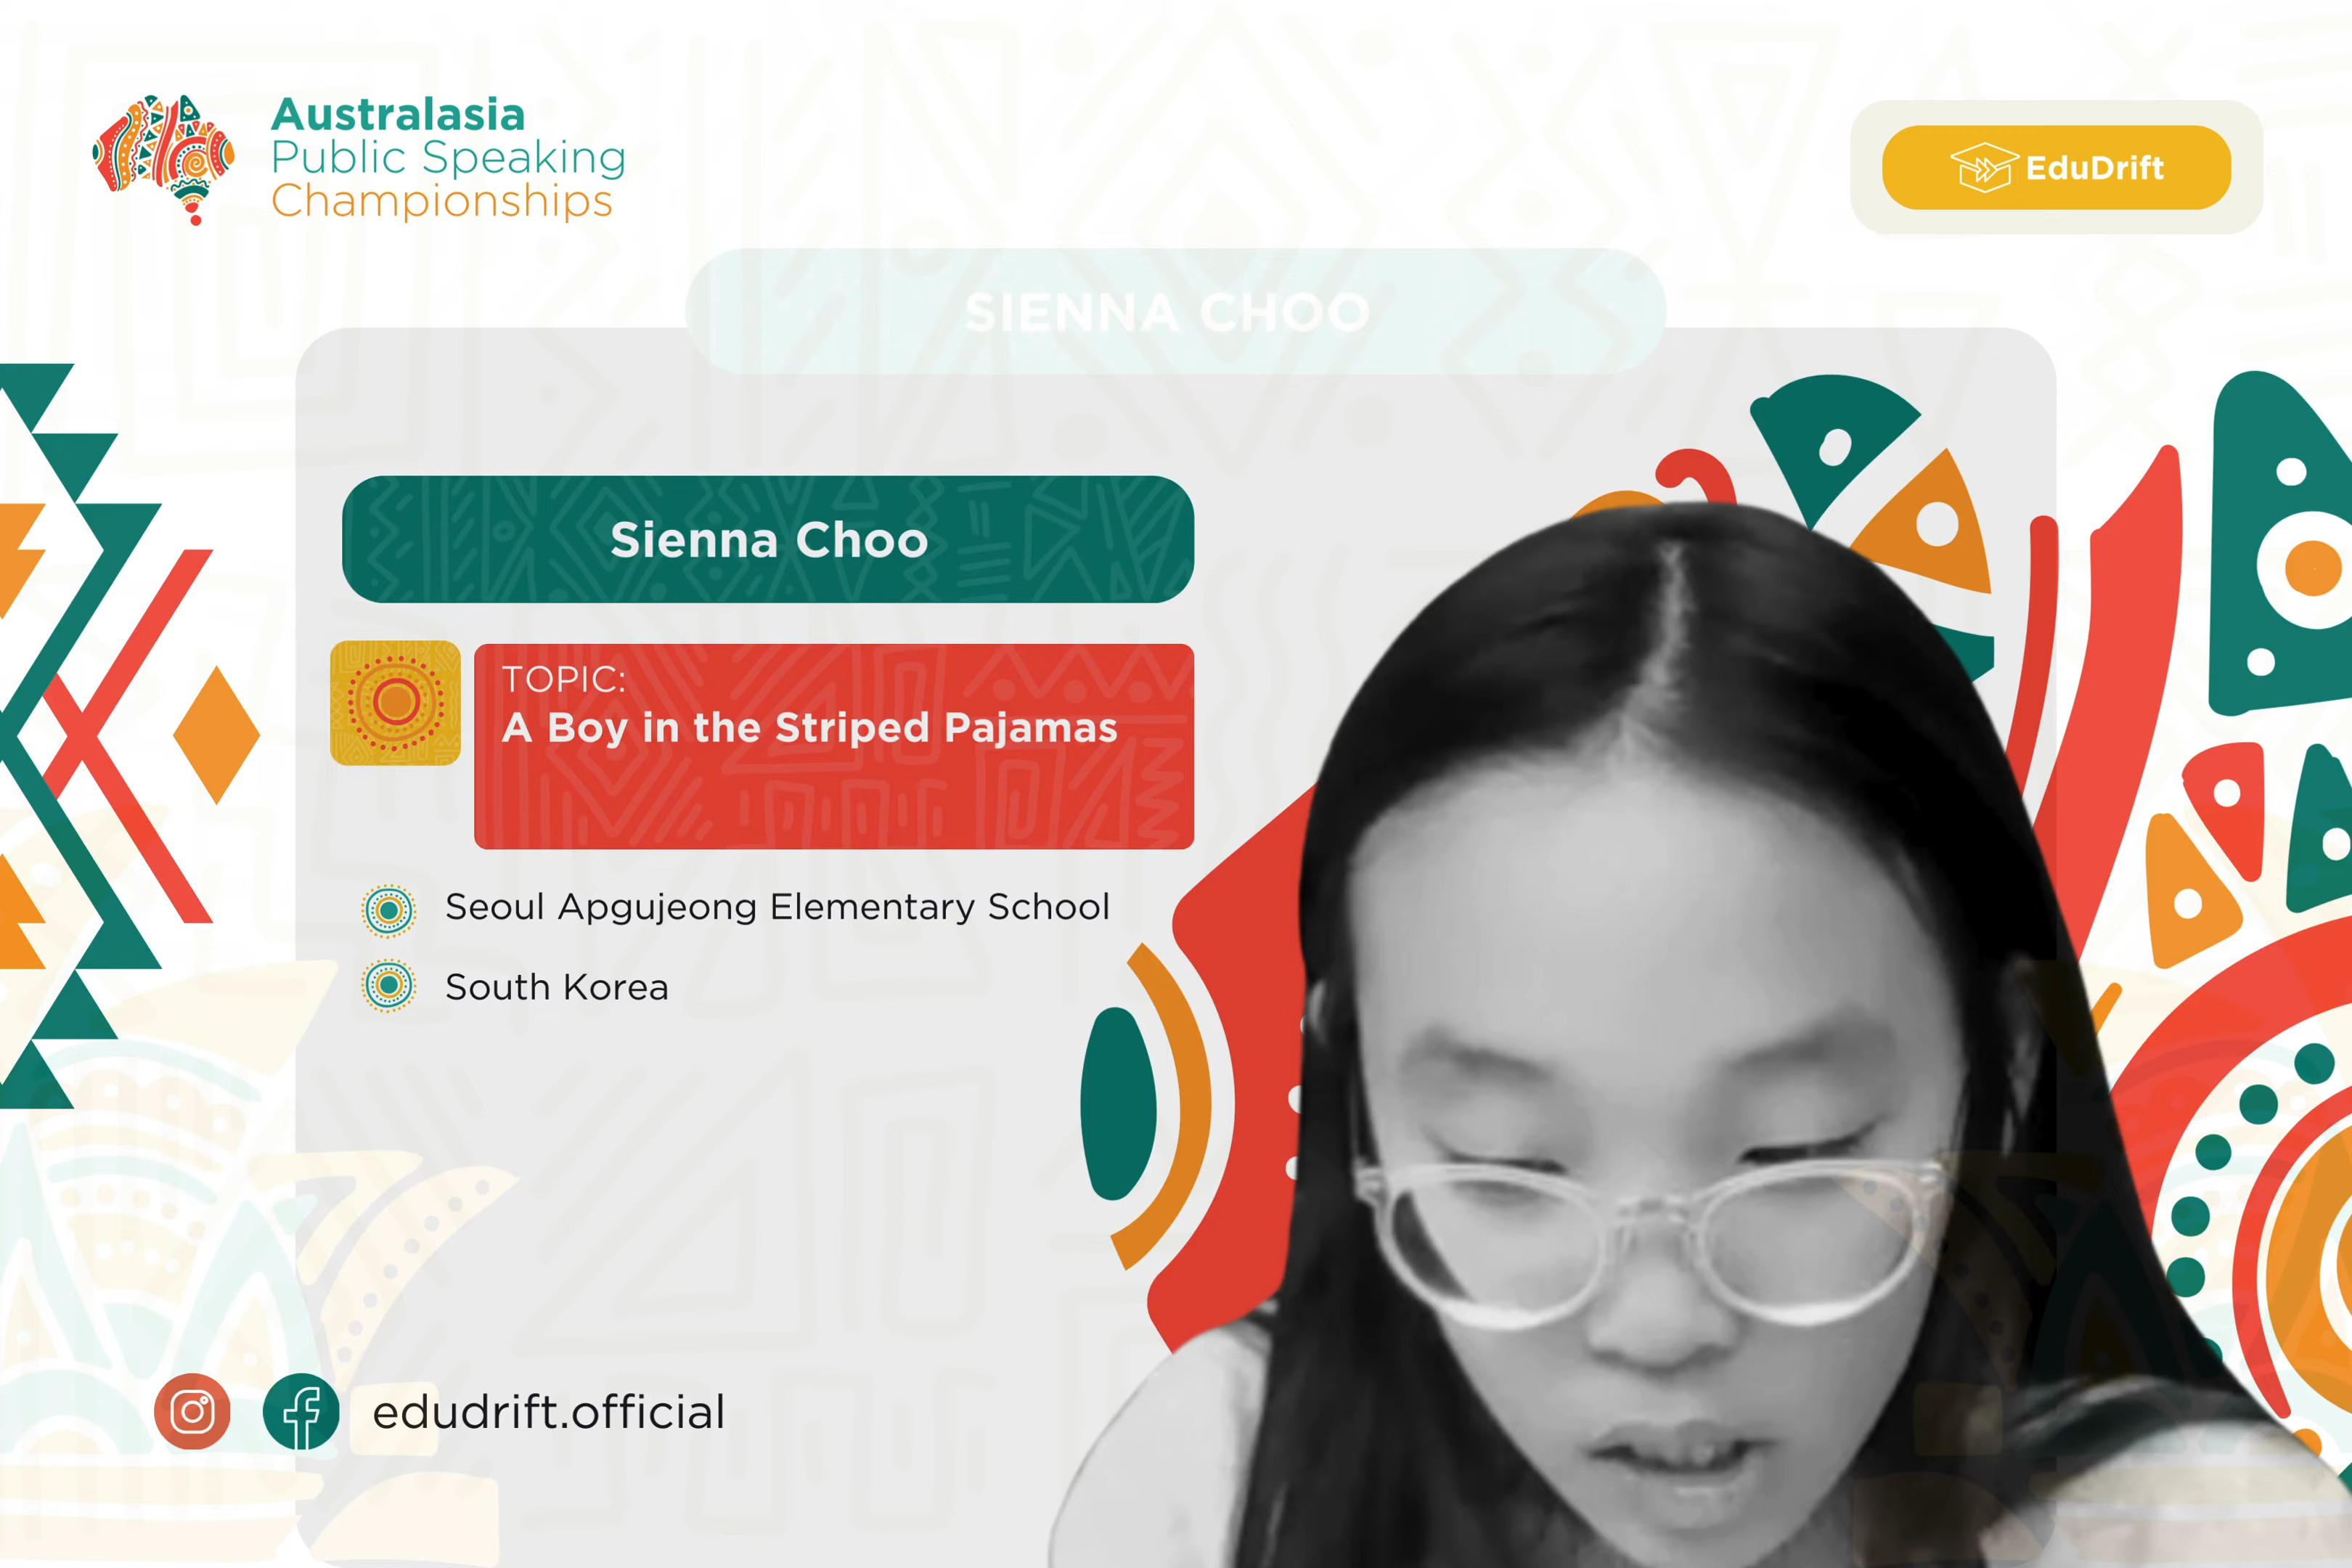 Australasia
Public Speaking
Championships
EduDrift
SIENNA CHOO
Sienna Choo
TOPIC:
A Boy in the Striped Pajamas
Seoul Apgujeong Elementary School
South Korea
edudrift.official